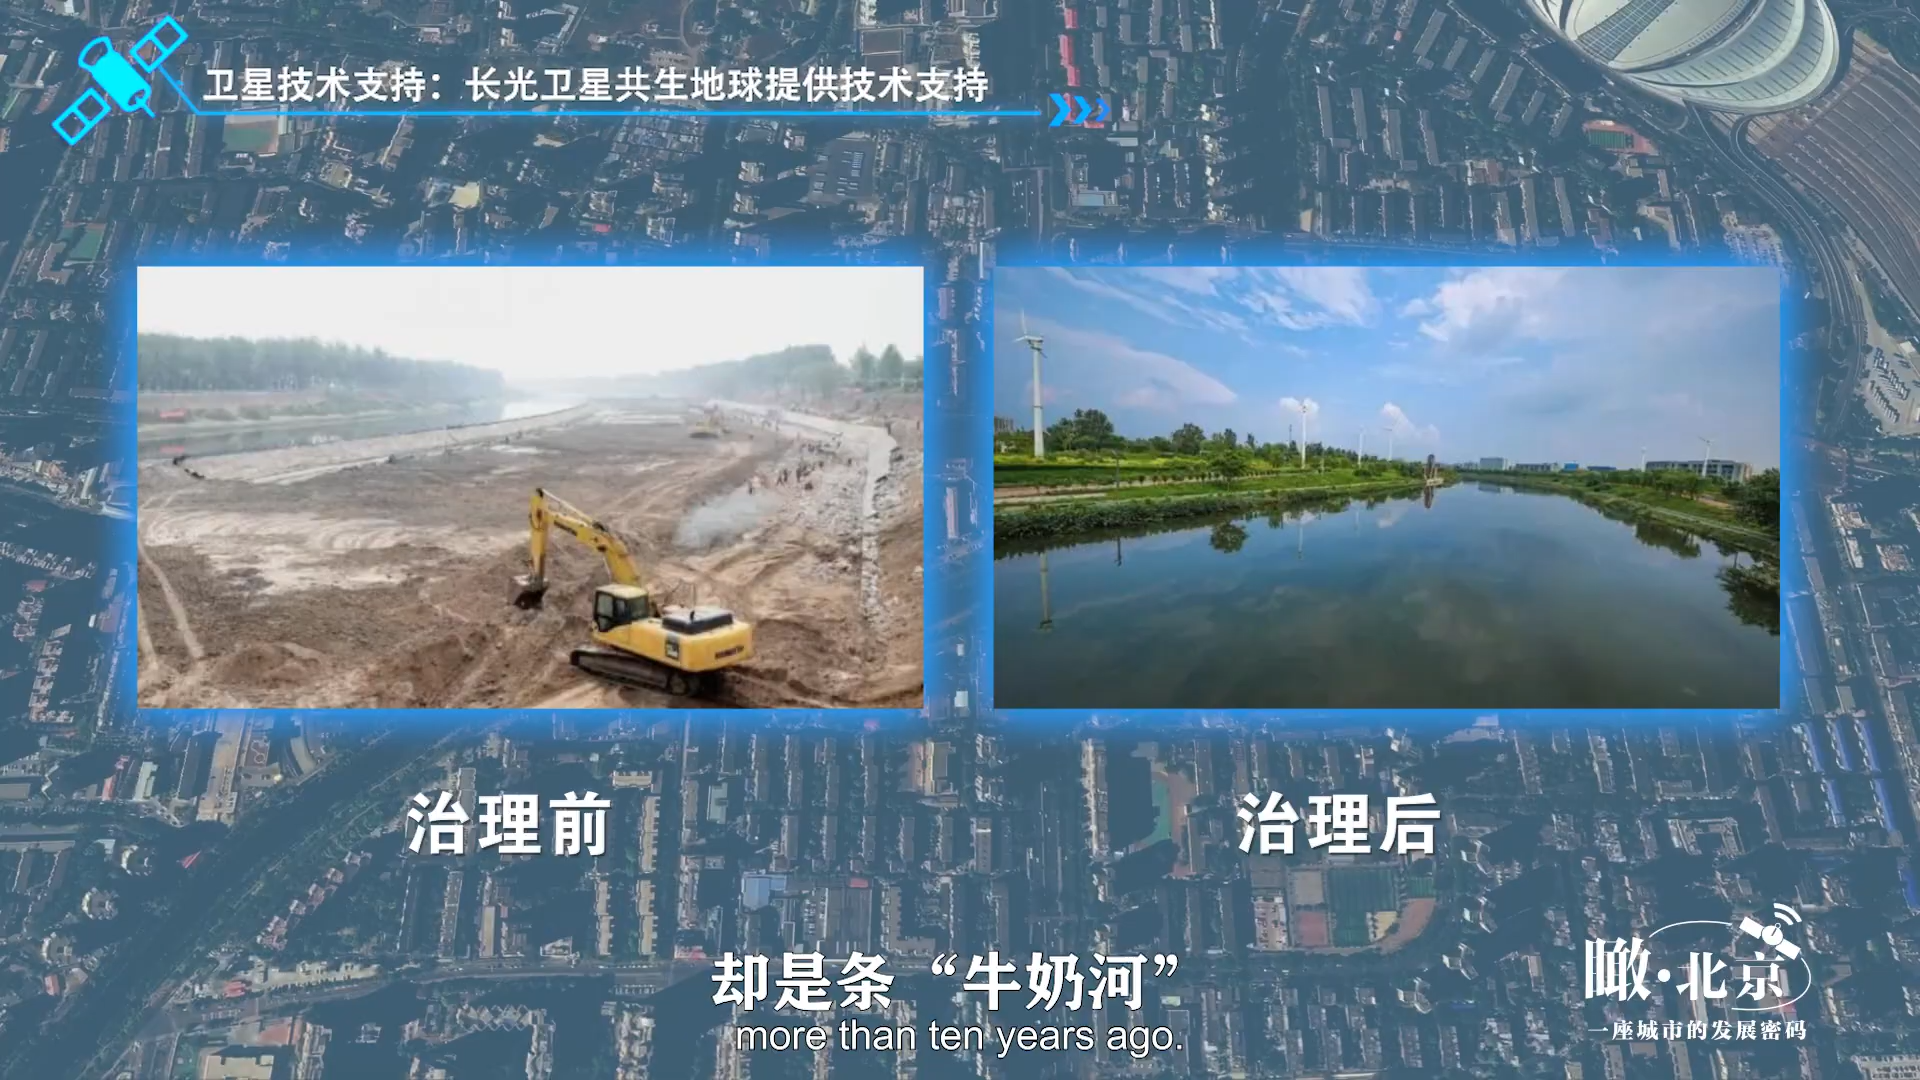 卫星技术支持：长光卫星共生地球提供技术支持
治理前
治理后
却是条“牛奶河”
more than ten years ago.
瞰·北京
一座城市的发展密码